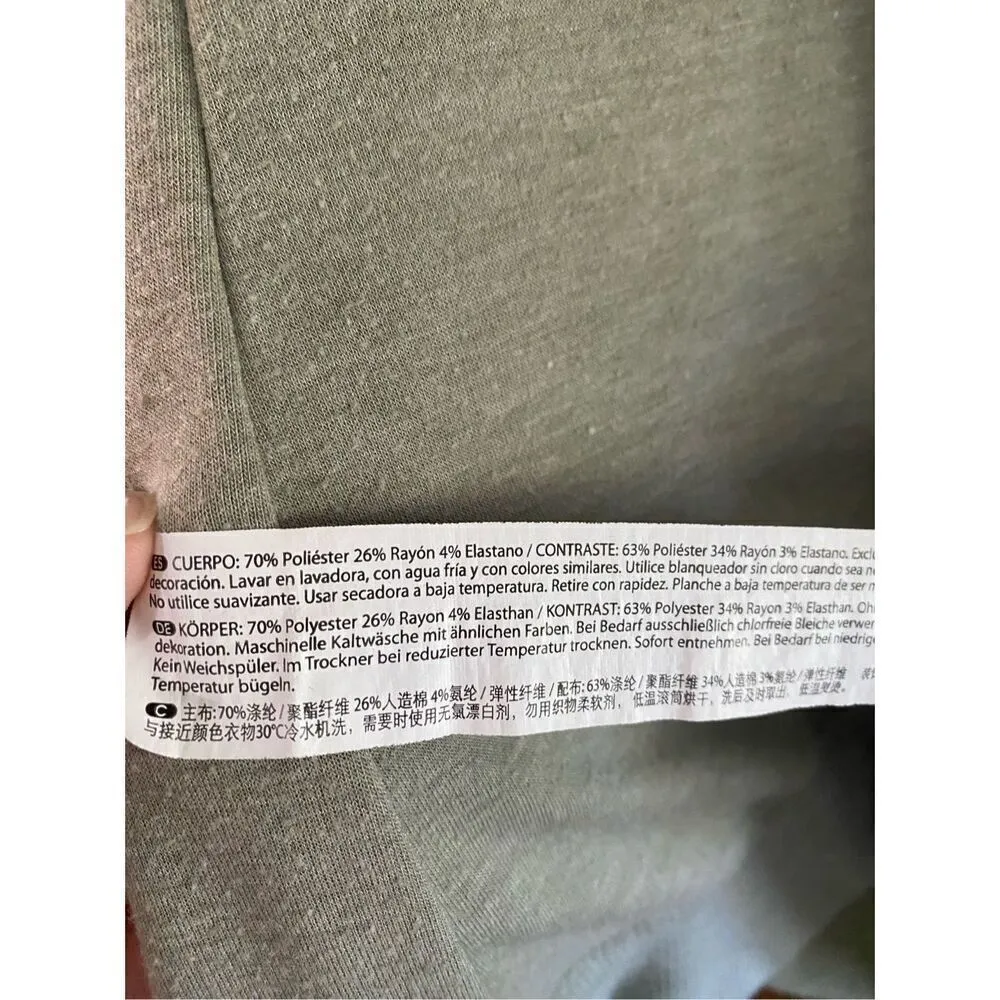 ES CUERPO: 70% Poliéster 26% Rayón 4% Elastano / CONTRASTE: 63% Poliéster 34% Rayón 3% Elastano.
decoración. Lavar en lavadora, con agua fría y con colores similares. Utilice blanqueador sin cloro cuando sea
No utilice suavizante. Usar secadora a baja temperatura. Retire con rapidez. Planche a baja temperatura de ser
DE KÖRPER: 70% Polyester 26% Rayon 4% Elasthan / KONTRAST: 63% Polyester 34% Rayon 3% Elasthan.
dekoration. Maschinelle Kaltwäsche mit ähnlichen Farben. Bei Bedarf ausschließlich chlorfreie Bleiche
Kein Weichspüler. Im Trockner bei reduzierter Temperatur trocknen. Sofort entnehmen. Bei Bedarf bei
Temperatur bügeln.
C 主布:70%涤纶/聚酯纤维 26%人造棉 4%氨纶/弹性纤维/配布:63%涤纶/聚酯纤维 34%人造棉 3%氨纶/弹性纤维
与接近颜色衣物30℃冷水机洗，需要时使用无氯漂白剂，勿用织物柔软剂，低温滚筒烘干，洗后及时取出，低温熨烫。